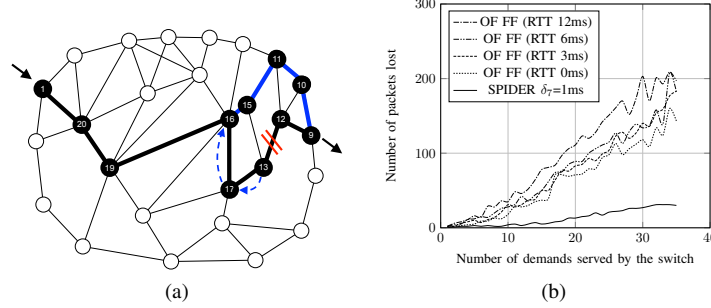 1
20
19
16
15
11
10
12
9
13
17
(a)
300
200
100
0
0
10
20
30
40
Number of packets lost
Number of demands served by the switch
OF FF (RTT 12ms)
OF FF (RTT 6ms)
OF FF (RTT 3ms)
OF FF (RTT 0ms)
SPIDER δ₇=1ms
(b)